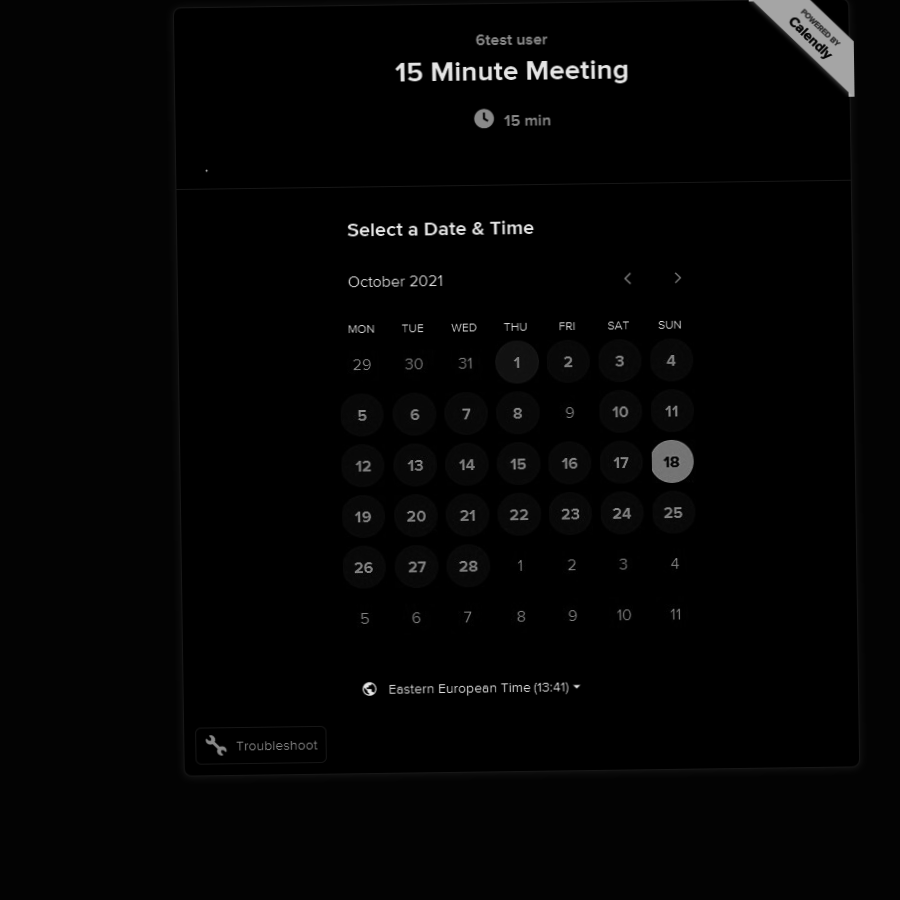 POWERED BY
Calendly
6test user
15 Minute Meeting
15 min
.
Select a Date & Time
October 2021
MON TUE WED THU FRI SAT SUN
29 30 31 1 2 3 4
5 6 7 8 9 10 11
12 13 14 15 16 17 18
19 20 21 22 23 24 25
26 27 28 1 2 3 4
5 6 7 8 9 10 11
Eastern European Time (13:41)
Troubleshoot